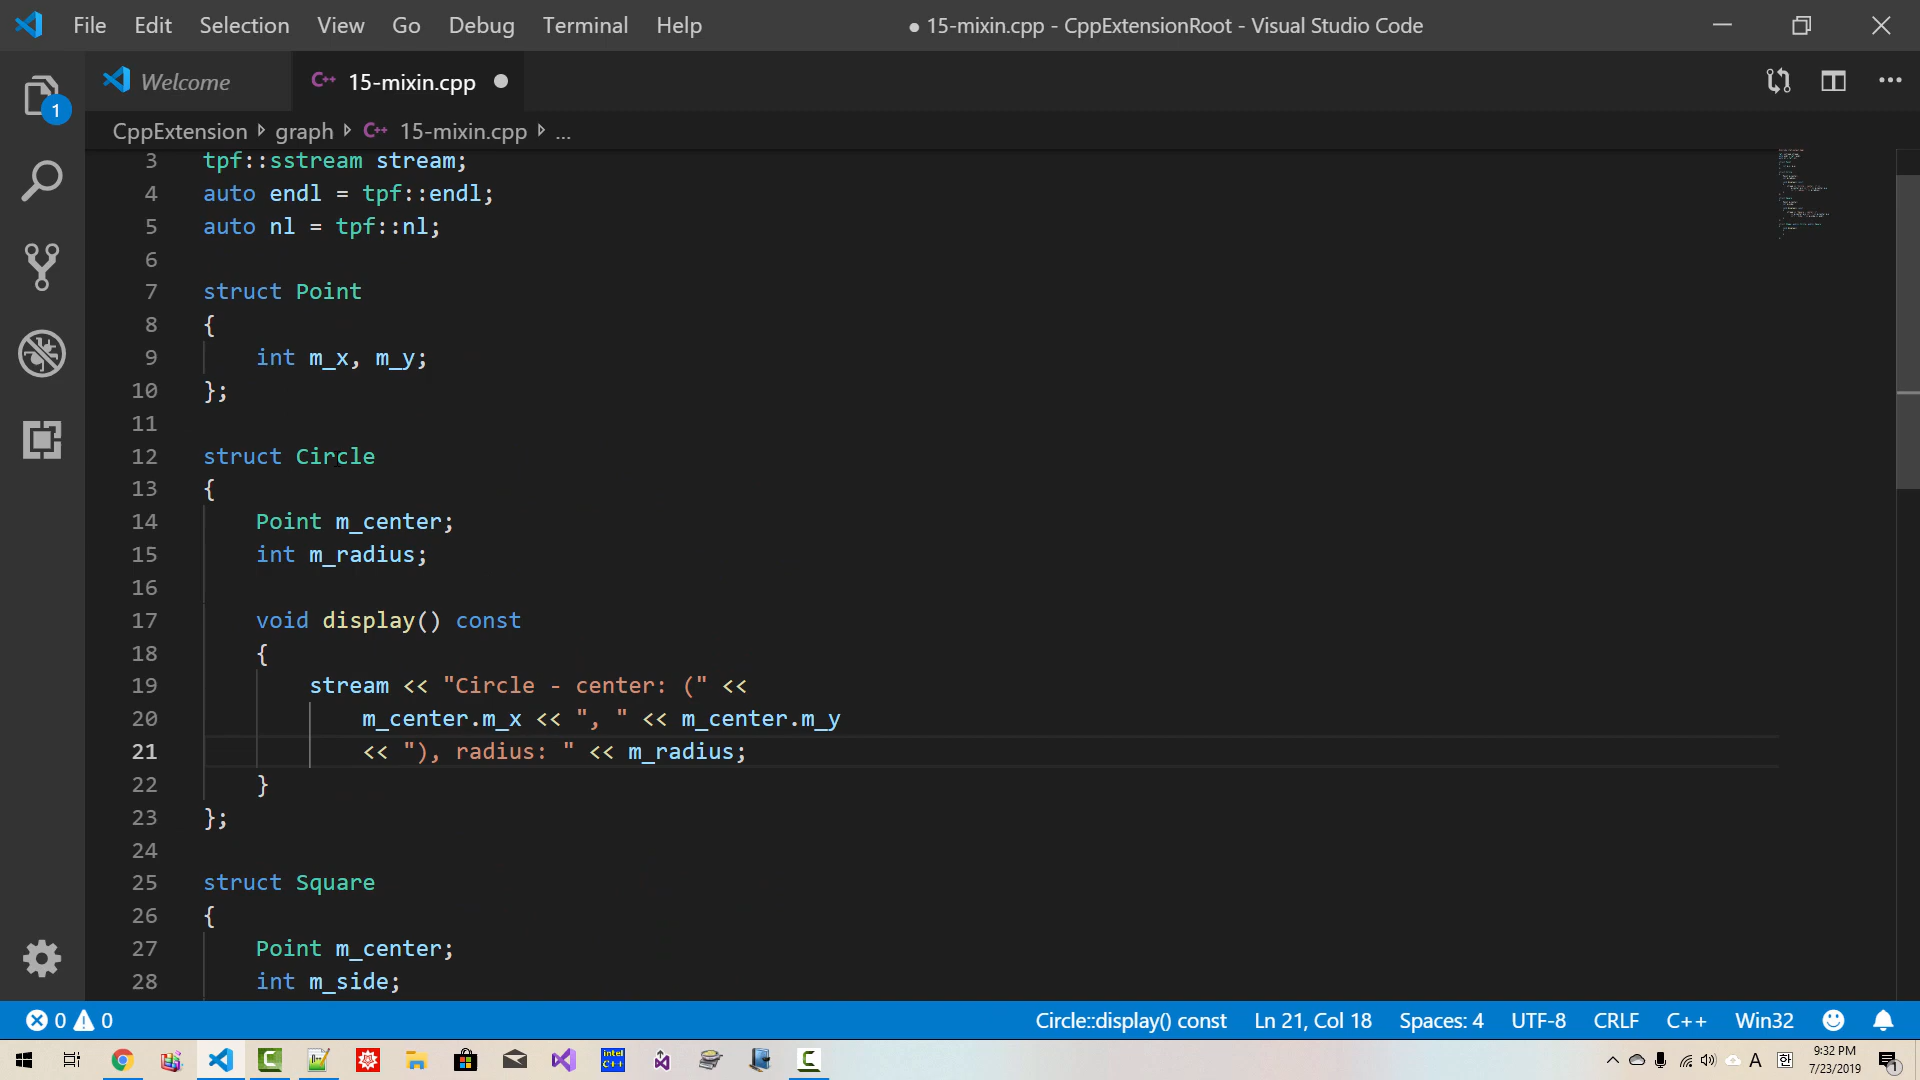 File Edit Selection View Go Debug Terminal Help
● 15-mixin.cpp - CppExtensionRoot - Visual Studio Code
1
Welcome
C++ 15-mixin.cpp
CppExtension graph C++ 15-mixin.cpp ...
3 tpf::sstream stream;
4 auto endl = tpf::endl;
5 auto nl = tpf::nl;
6
7 struct Point
8 {
9 int m_x, m_y;
10 };
11
12 struct Circle
13 {
14 Point m_center;
15 int m_radius;
16
17 void display() const
18 {
19 stream << "Circle - center: (" <<
20 m_center.m_x << ", " << m_center.m_y
21 << "), radius: " << m_radius;
22 }
23 };
24
25 struct Square
26 {
27 Point m_center;
28 int m_side;
0 0
Circle::display() const Ln 21, Col 18 Spaces: 4 UTF-8 CRLF C++ Win32
intel C++
A 한
9:32 PM
7/23/2019
1